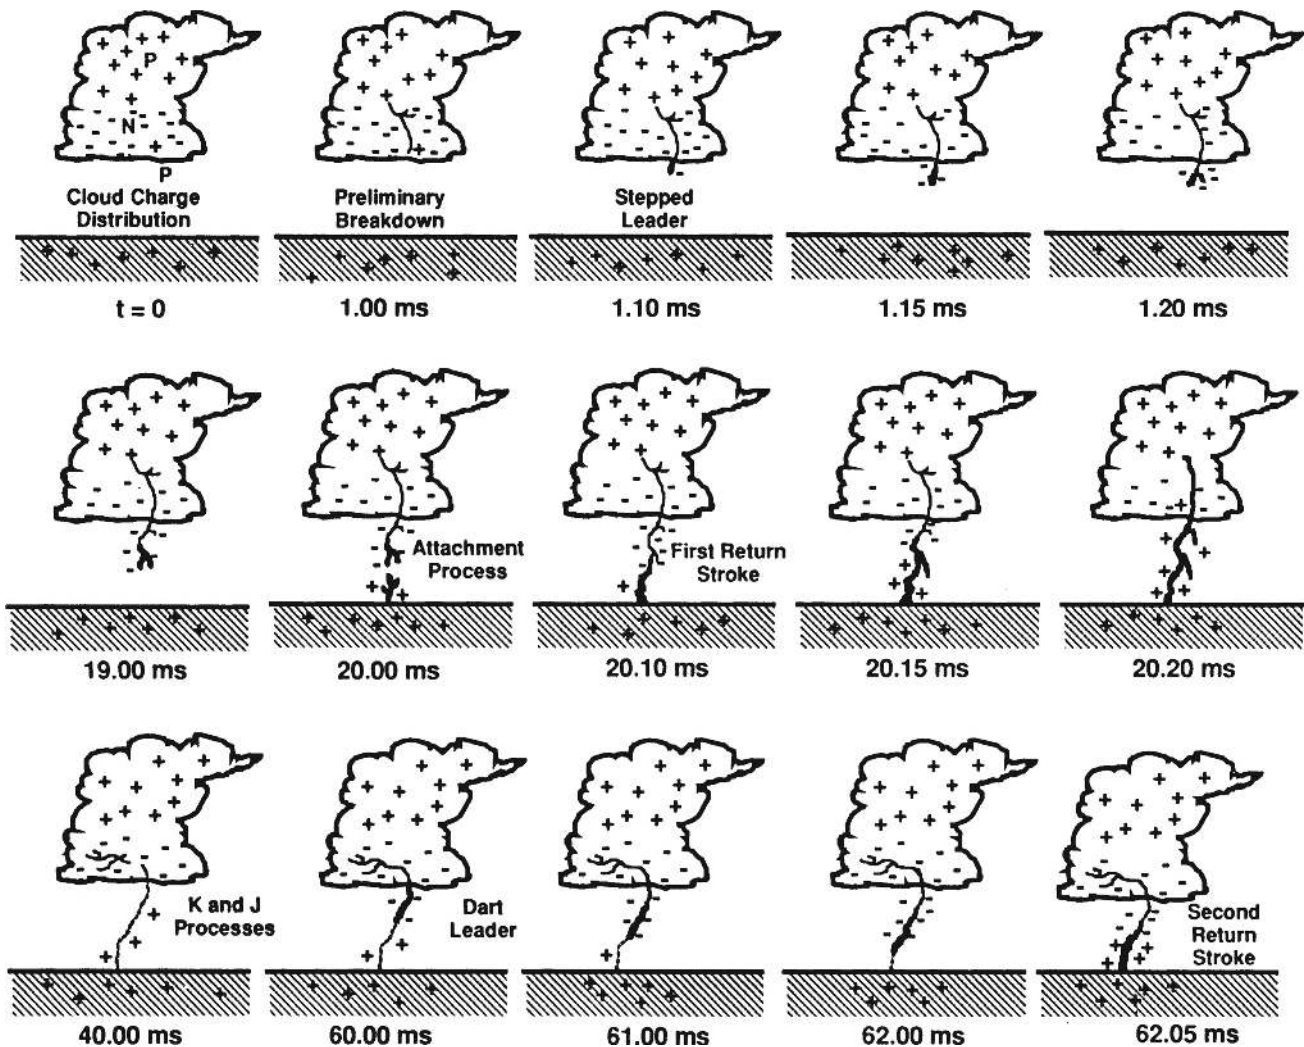 P
N
P
Cloud Charge
Distribution
Preliminary
Breakdown
Stepped
Leader
t = 0
1.00 ms
1.10 ms
1.15 ms
1.20 ms
Attachment
Process
First Return
Stroke
19.00 ms
20.00 ms
20.10 ms
20.15 ms
20.20 ms
K and J
Processes
Dart
Leader
Second
Return
Stroke
40.00 ms
60.00 ms
61.00 ms
62.00 ms
62.05 ms